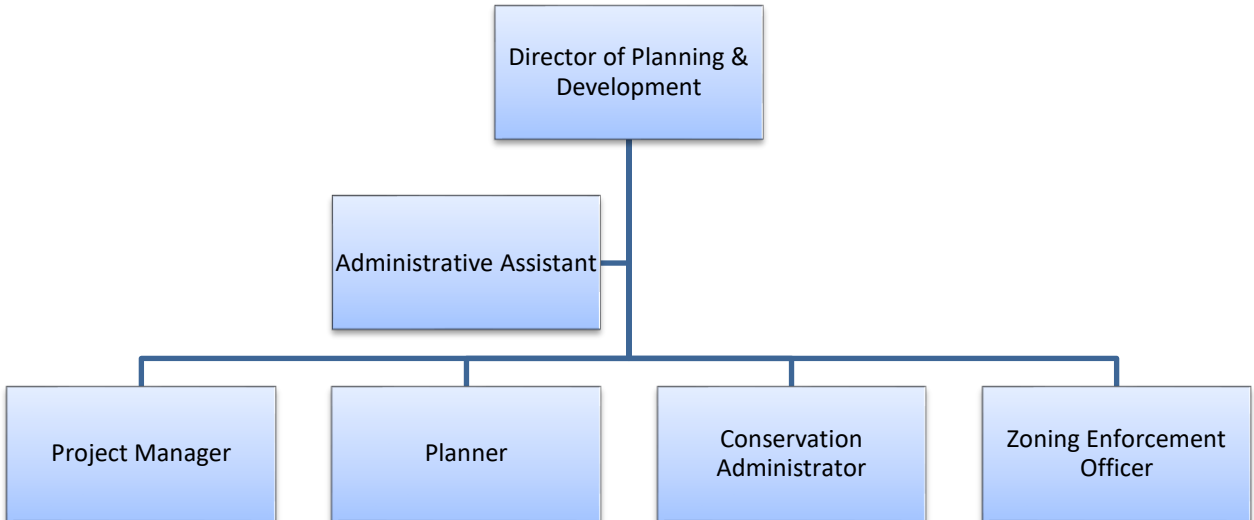 Director of Planning &
Development
Administrative Assistant
Project Manager
Planner
Conservation
Administrator
Zoning Enforcement
Officer